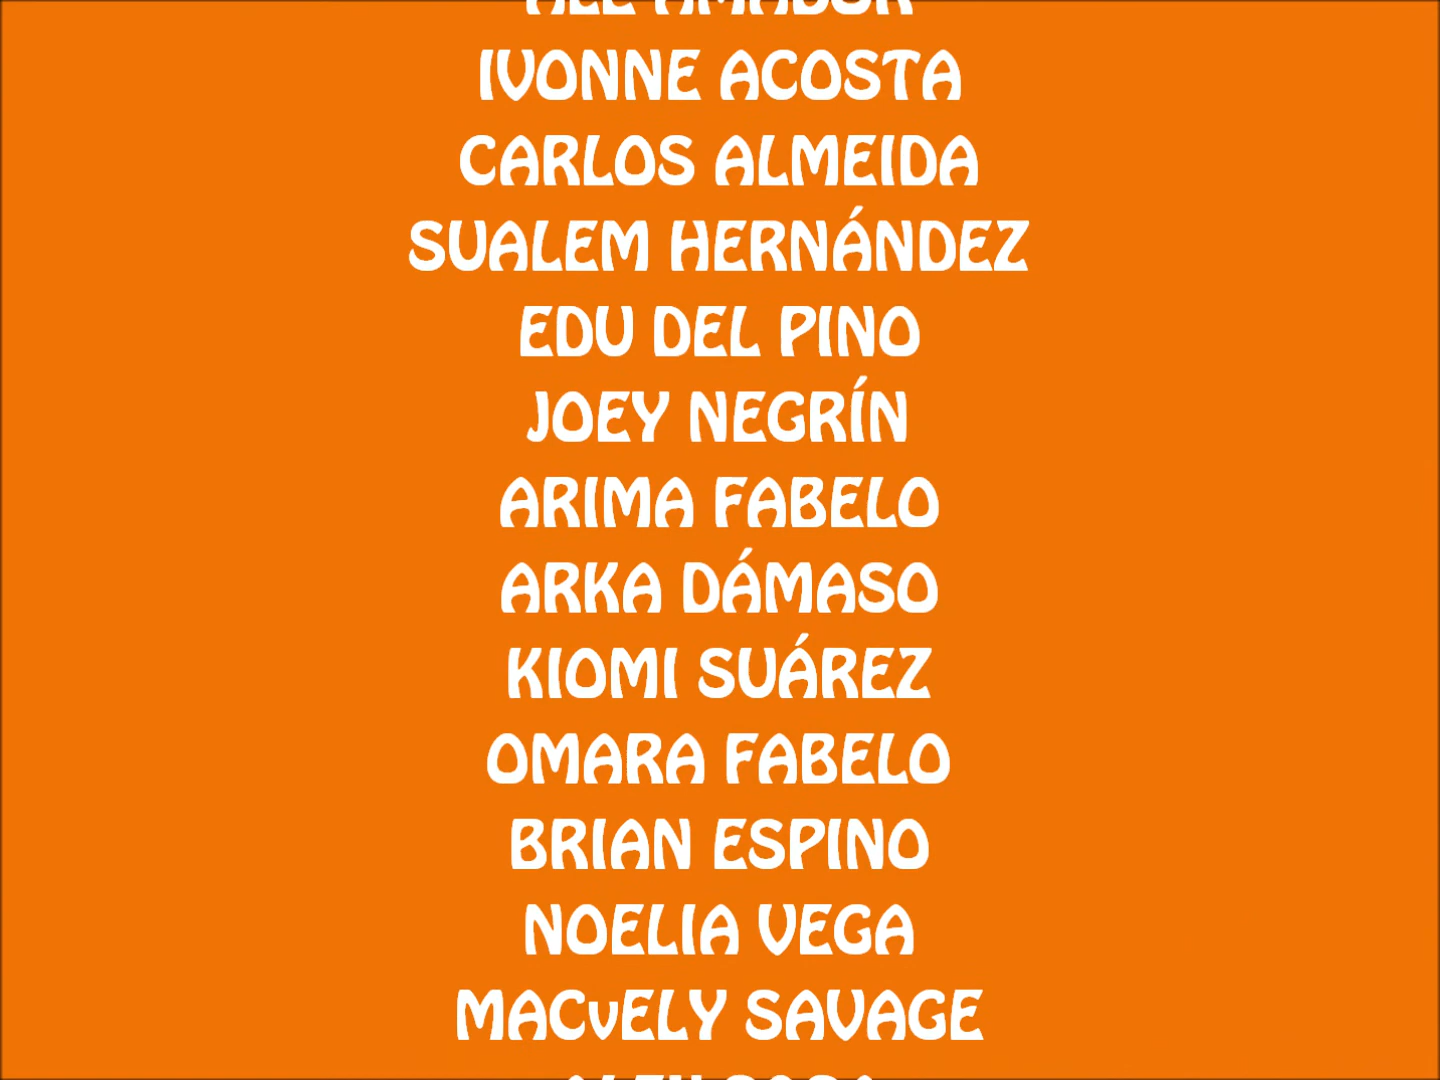 IVONNE ACOSTA
CARLOS ALMEIDA
SUALEM HERNÁNDEZ
EDU DEL PINO
JOEY NEGRÍN
ARIMA FABELO
ARKA DÁMASO
KIOMI SUÁREZ
OMARA FABELO
BRIAN ESPINO
NOELIA VEGA
MACvELY SAVAGE